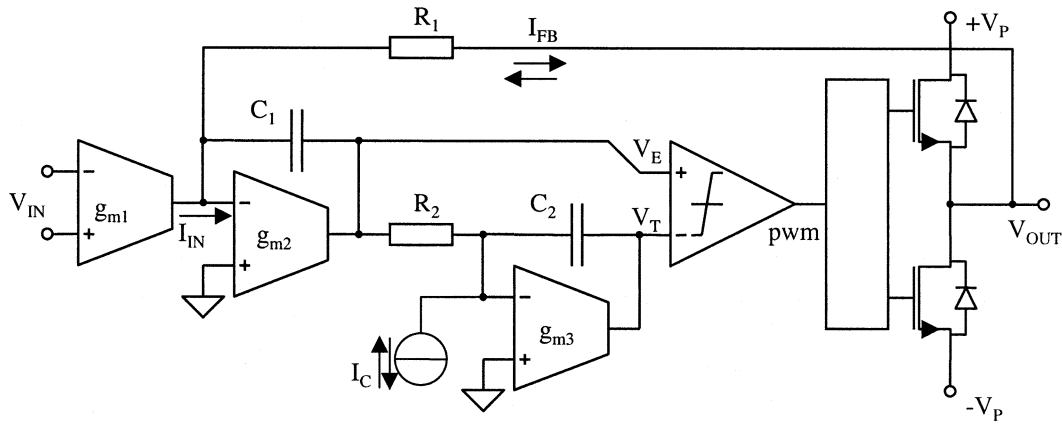 R1
IFB
+VP
C1
VE
+
−
VIN
+
gm1
IIN
−
gm2
+
R2
C2
VT
−
pwm
VOUT
−
gm3
+
IC
-VP